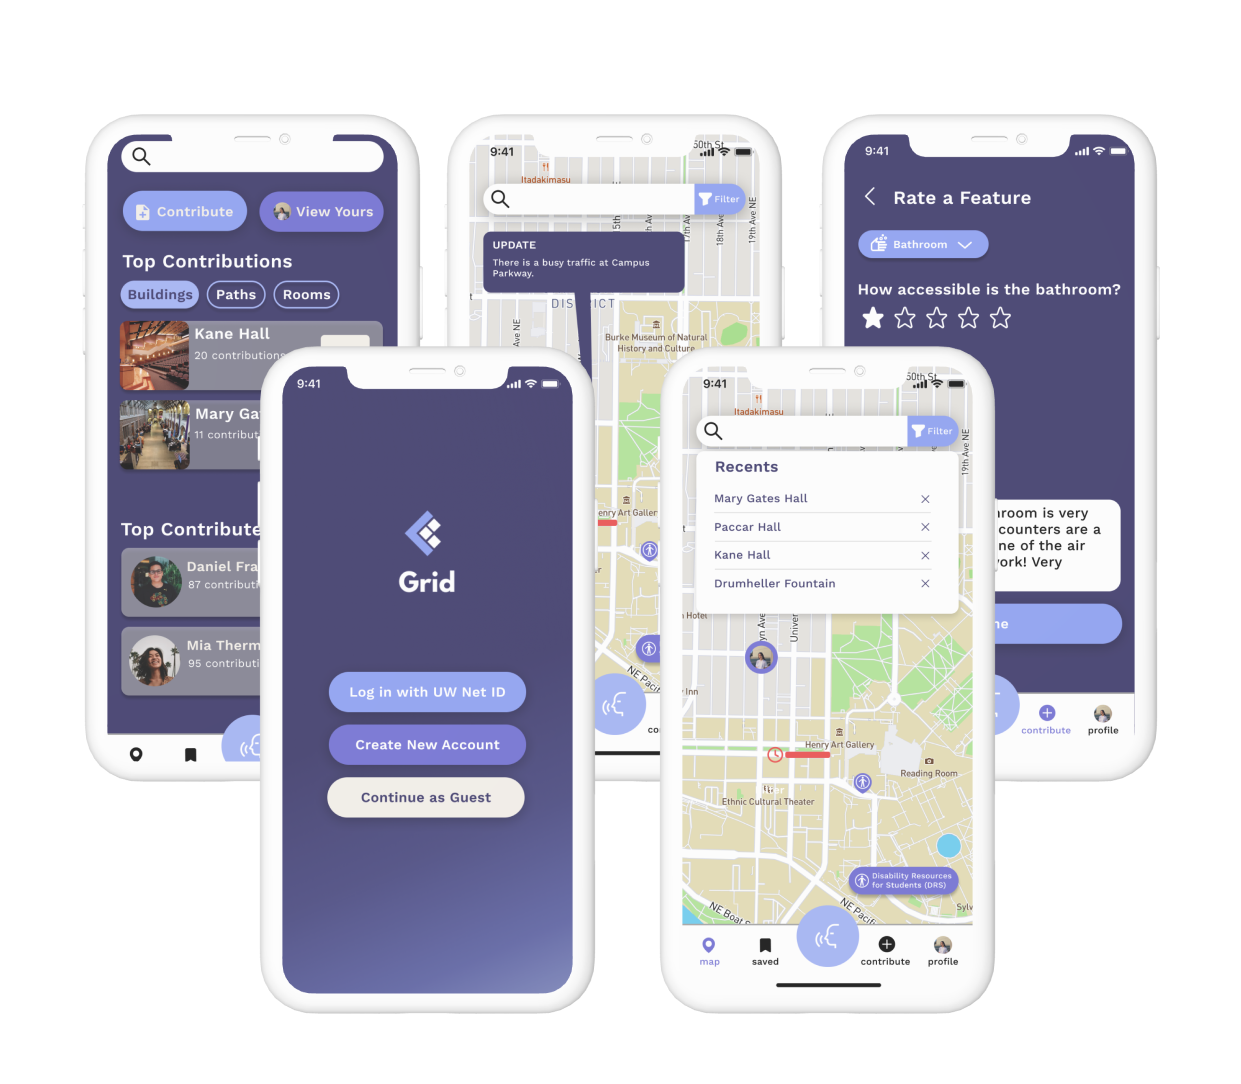 Contribute
View Yours
Top Contributions
Buildings
Paths
Rooms
Kane Hall
20 contributions
Mary Ga
11 contribut
Top Contribute
Daniel Fra
87 contributi
Mia Therm
95 contributi
9:41
50th St
Itadakimasu
Filter
15th
17th Av
18th Ave NE
19th Ave NE
UPDATE
There is a busy traffic at Campus
Parkway.
DIS
ICT
Ave NE
Burke Museum of Natural
History and Culture
enry Art Galler
NE Pacif
9:41
Rate a Feature
Bathroom
How accessible is the bathroom?
hroom is very
counters are a
ne of the air
ork! Very
ne
contribute
profile
9:41
Grid
Log in with UW Net ID
Create New Account
Continue as Guest
9:41
50th St
Itadakimasu
Filter
19th Ave NE
Recents
Mary Gates Hall
Paccar Hall
Kane Hall
Drumheller Fountain
Hotel
yn Ave
Univer
Inn
Henry Art Gallery
Reading Room
Ethnic Cultural Theater
Disability Resources
for Students (DRS)
Sylv
NE Boat S
NE Pacifi
map
saved
contribute
profile